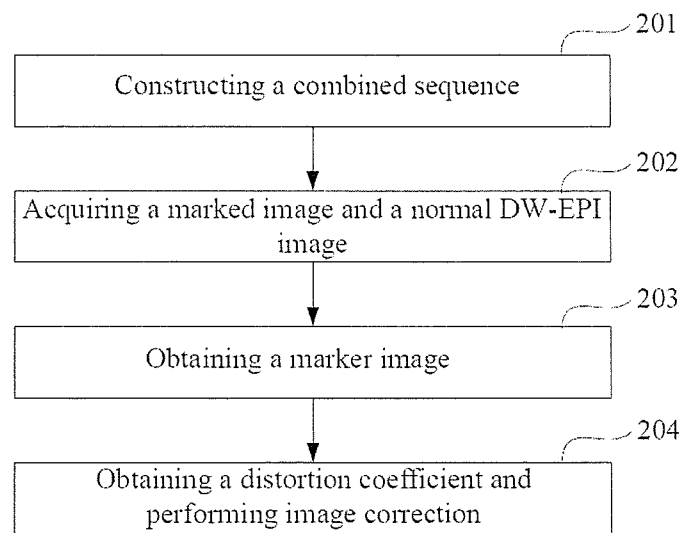 201
Constructing a combined sequence
202
Acquiring a marked image and a normal DW-EPI
image
203
Obtaining a marker image
204
Obtaining a distortion coefficient and
performing image correction